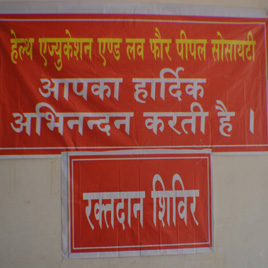 हेल्थ एज्युकेशन एण्ड लव फौर पीपल सोसायटी
आपका हार्दिक
अभिनन्दन करती है ।
रक्तदान शिविर